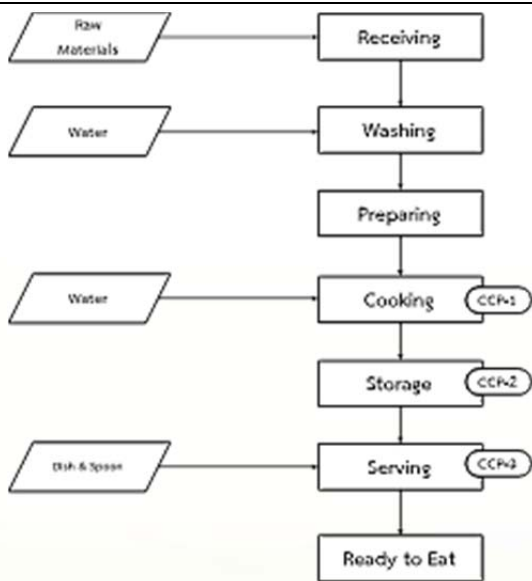 Raw
Materials
Receiving
Water
Washing
Preparing
Water
Cooking
CCP-1
Storage
CCP-2
Dish & Spoon
Serving
CCP-3
Ready to Eat